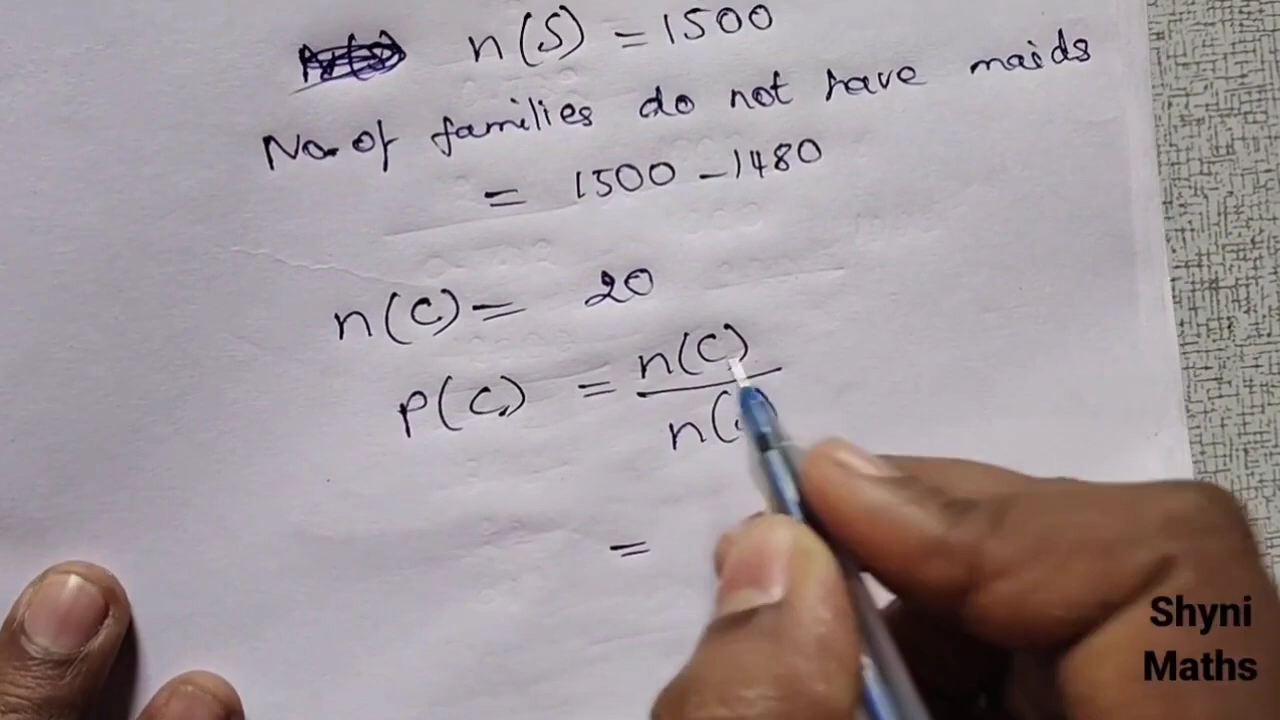 n(S) = 1500
No. of families do not have maids
= 1500 - 1480
n(C) = 20
P(C) = n(C)
n(
=
Shyni
Maths